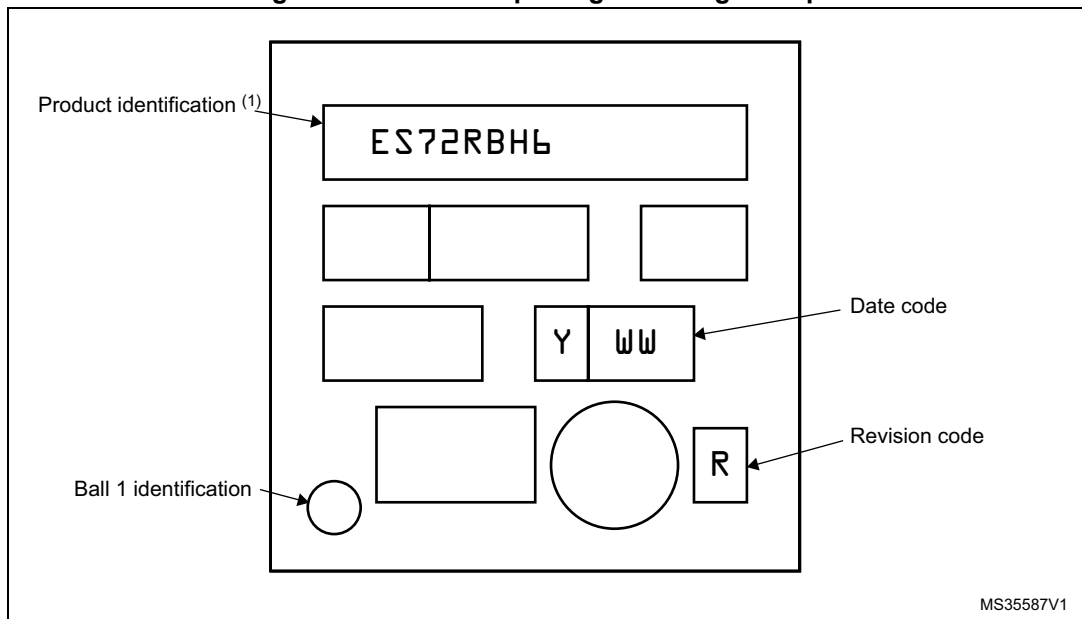 Product identification (1)
ES72RBH6
Date code
Y WW
Revision code
R
Ball 1 identification
MS35587V1